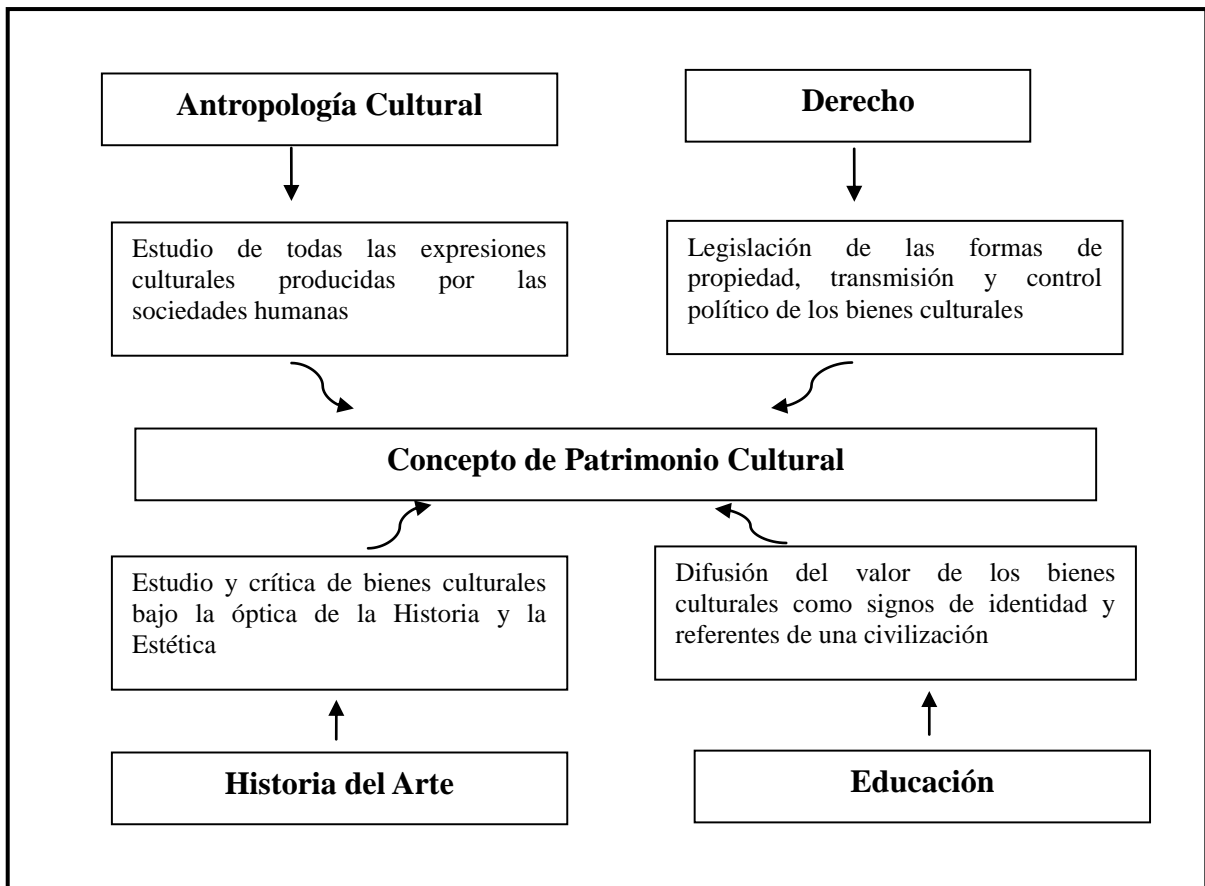 Antropología Cultural
Derecho
Estudio de todas las expresiones
culturales producidas por las
sociedades humanas
Legislación de las formas de
propiedad, transmisión y control
político de los bienes culturales
Concepto de Patrimonio Cultural
Estudio y crítica de bienes culturales
bajo la óptica de la Historia y la
Estética
Difusión del valor de los bienes
culturales como signos de identidad y
referentes de una civilización
Historia del Arte
Educación